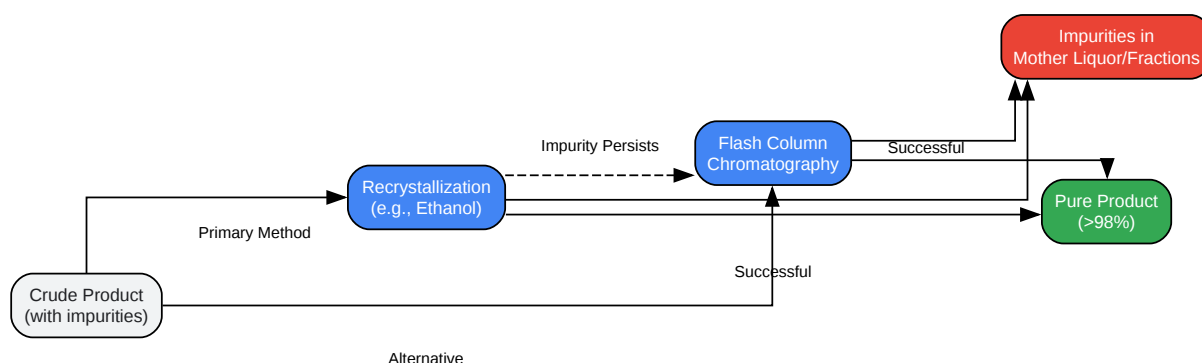 Impurities in
Mother Liquor/Fractions
Flash Column
Chromatography
Successful
Impurity Persists
Recrystallization
(e.g., Ethanol)
Pure Product
(>98%)
Primary Method
Successful
Crude Product
(with impurities)
Alternative